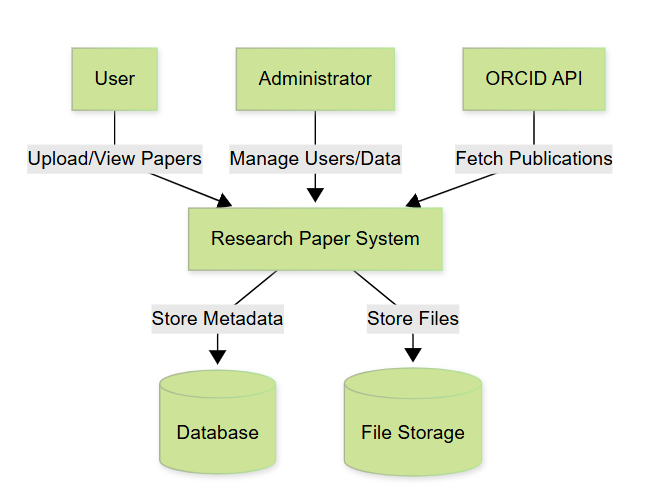 User
Administrator
ORCID API
Upload/View Papers
Manage Users/Data
Fetch Publications
Research Paper System
Store Metadata
Store Files
Database
File Storage